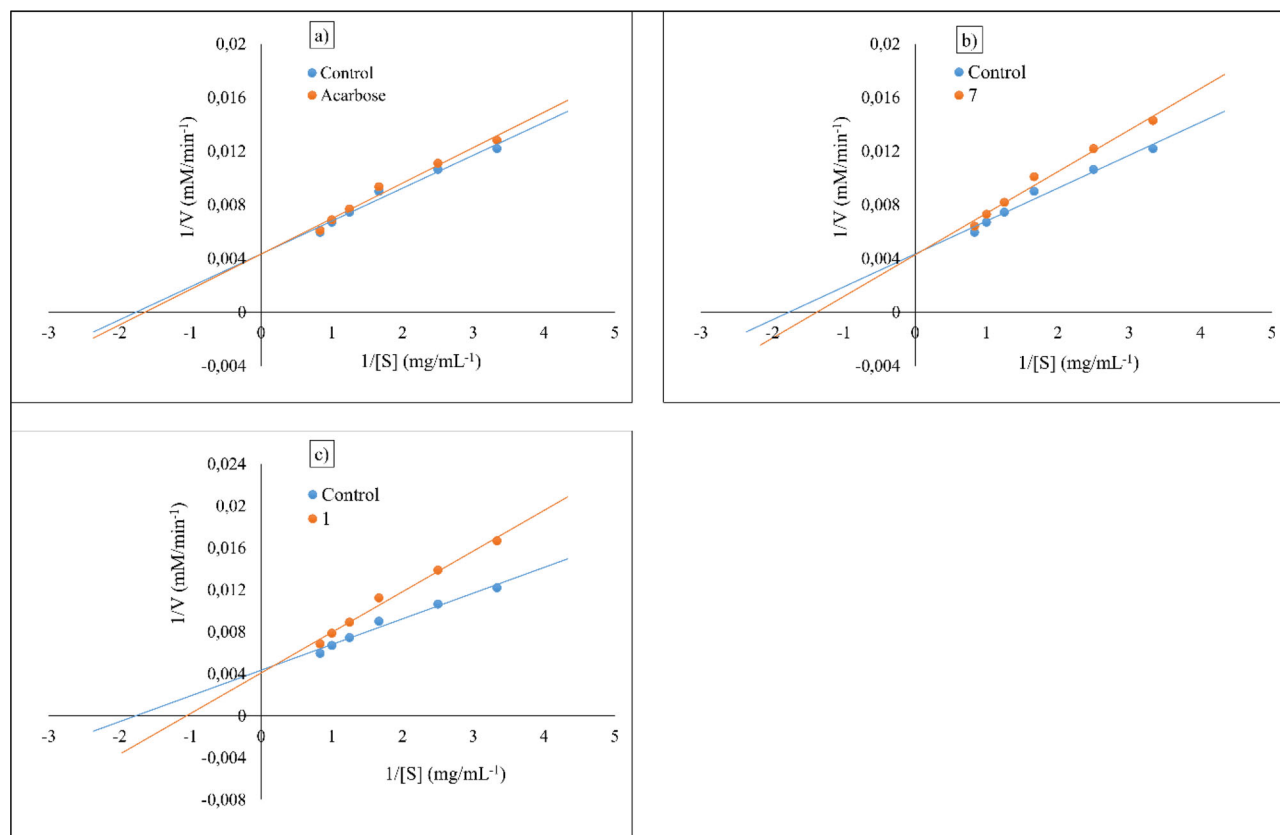 a)
Control
Acarbose
1/V (mM/min⁻¹)
0,02
0,016
0,012
0,008
0,004
0
-0,004
-3 -2 -1 0 1 2 3 4 5
1/[S] (mg/mL⁻¹)
b)
Control
7
1/V (mM/min⁻¹)
0,02
0,016
0,012
0,008
0,004
0
-0,004
-3 -2 -1 0 1 2 3 4 5
1/[S] (mg/mL⁻¹)
c)
Control
1
1/V (mM/min⁻¹)
0,024
0,02
0,016
0,012
0,008
0,004
0
-0,004
-0,008
-3 -2 -1 0 1 2 3 4 5
1/[S] (mg/mL⁻¹)